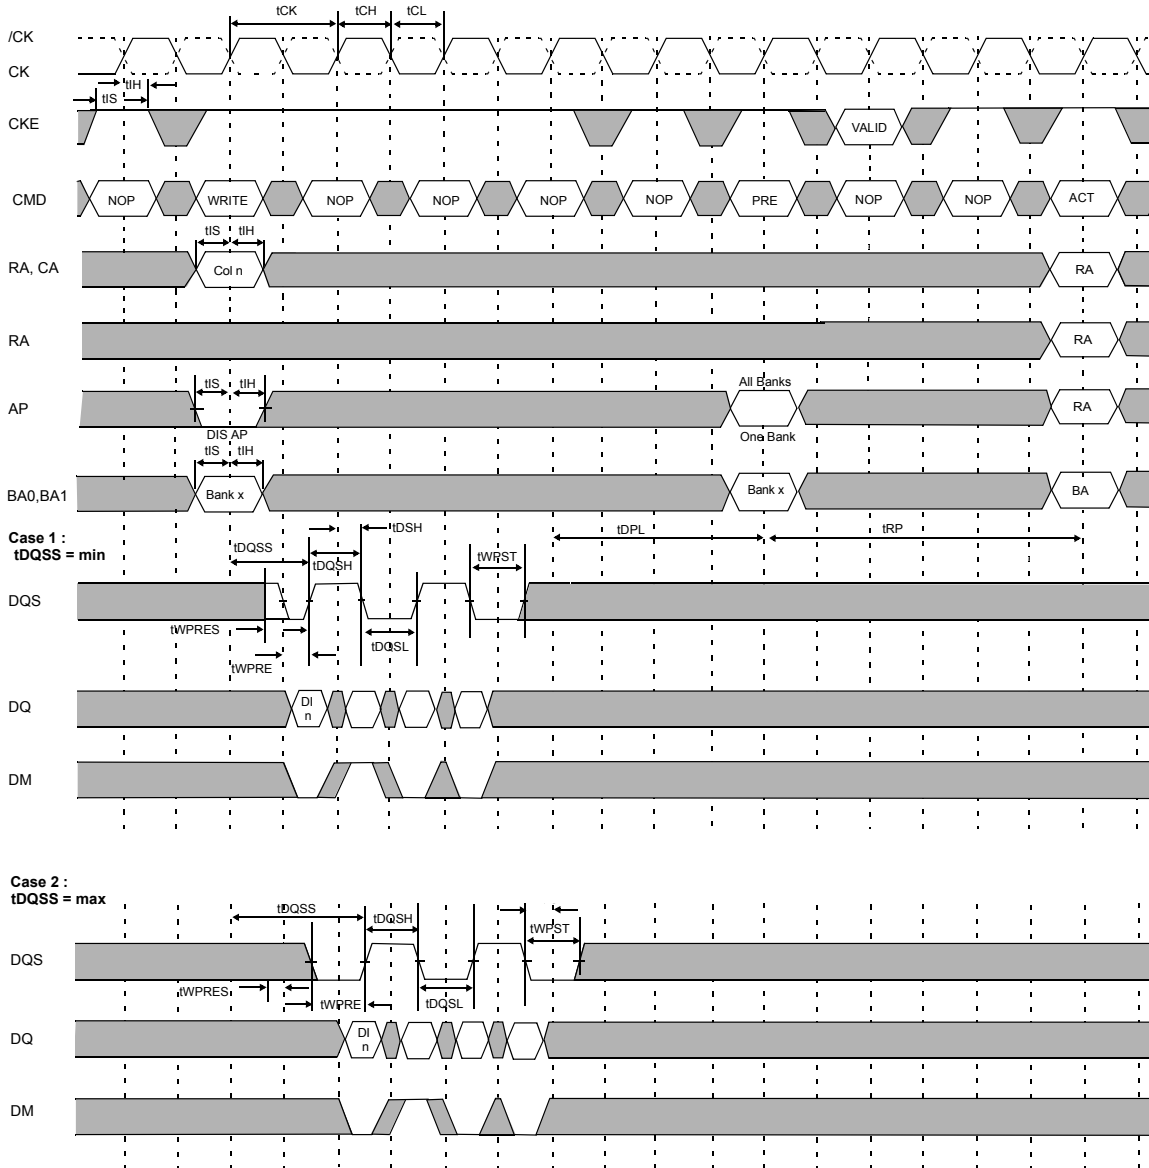 tCK tCH tCL
/CK
CK
tIH
tIS
CKE VALID
CMD NOP WRITE NOP NOP NOP NOP PRE NOP NOP ACT
tIS tIH
RA, CA Col n RA
RA RA
tIS tIH All Banks
AP RA
DIS AP One Bank
tIS tIH
BA0,BA1 Bank x Bank x BA
Case 1 :
tDQSS = min
tDSH tDPL tRP
tDQSS tDQSH tWPST
DQS
tWPRES tDQSL
tWPRE
DQ DI
n
DM
Case 2 :
tDQSS = max
tDQSS tDQSH tWPST
DQS
tWPRES tWPRE tDQSL
DQ DI
n
DM